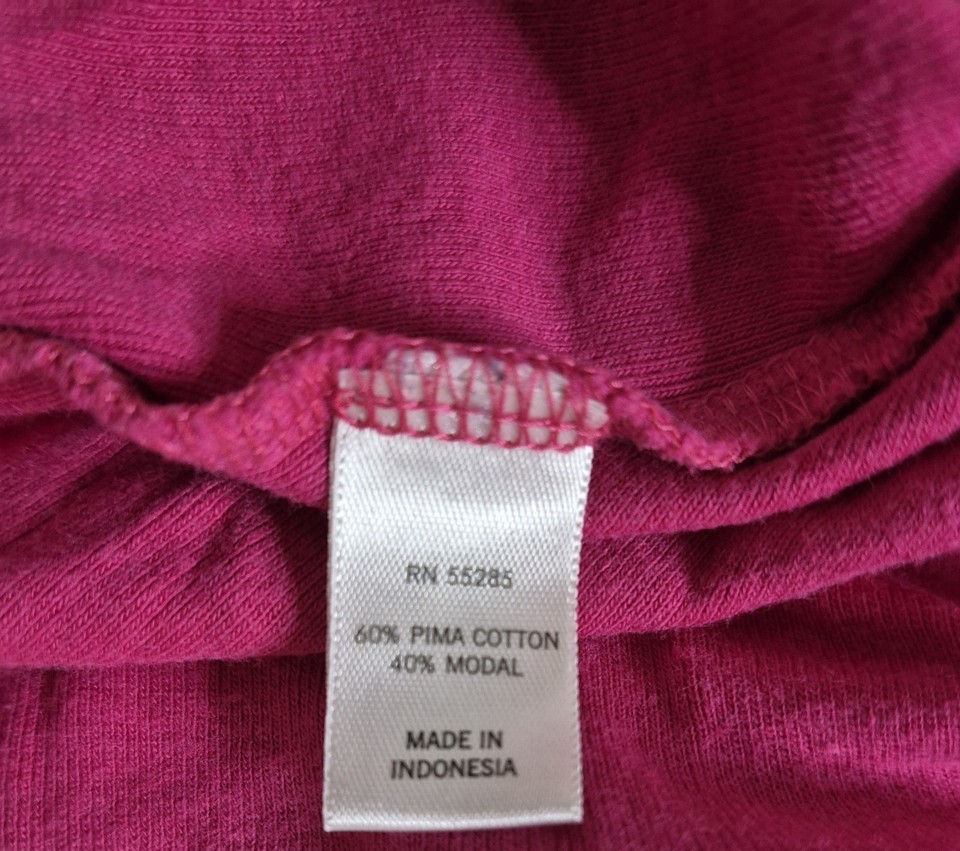 RN 55285
60% PIMA COTTON
40% MODAL
MADE IN
INDONESIA